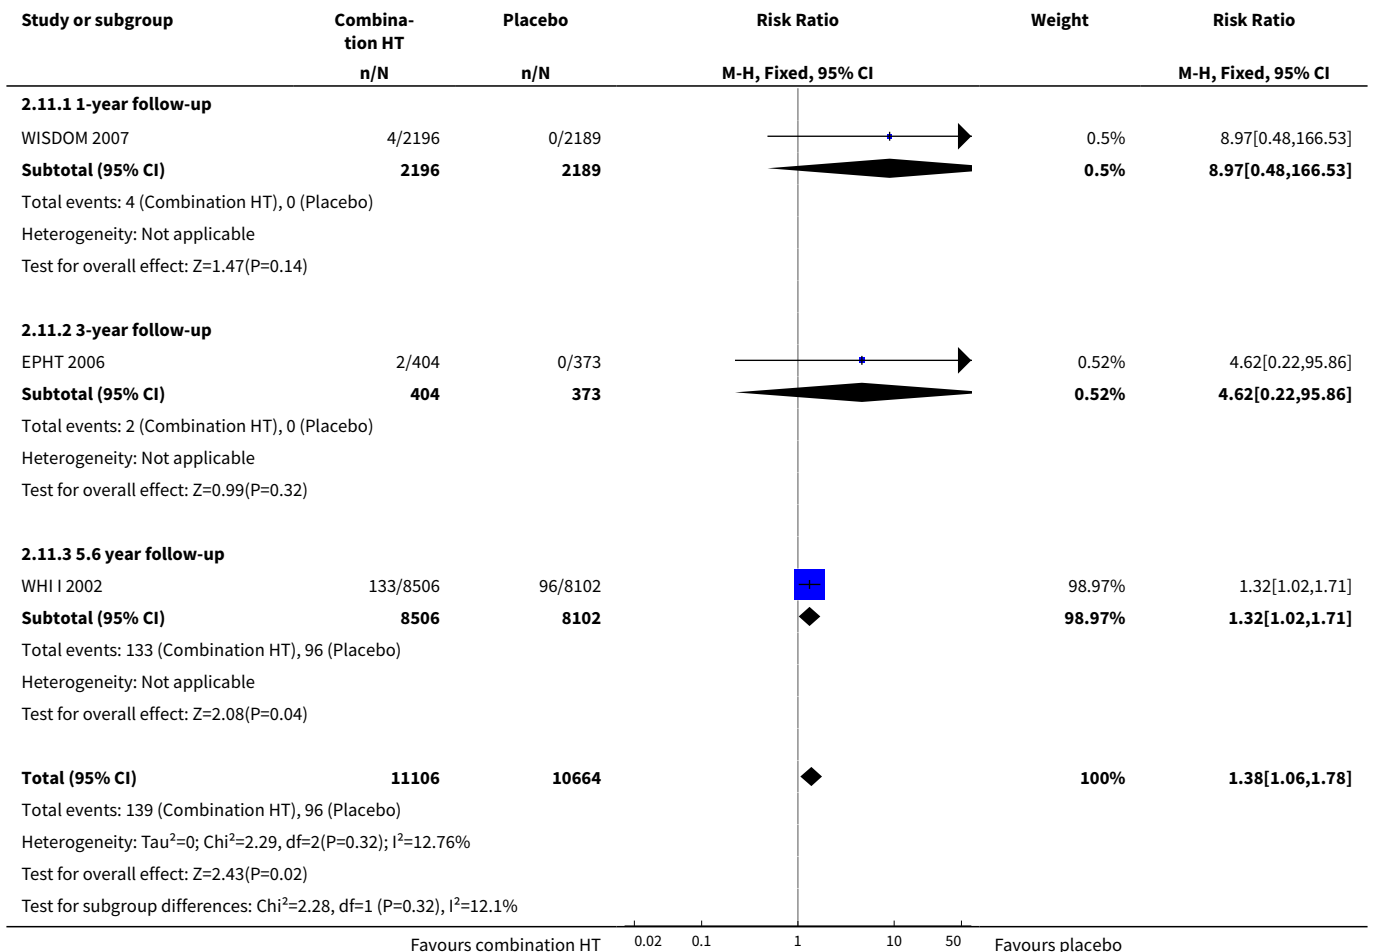 Study or subgroup Combina- Placebo Risk Ratio Weight Risk Ratio
tion HT
n/N n/N M-H, Fixed, 95% CI M-H, Fixed, 95% CI
2.11.1 1-year follow-up
WISDOM 2007 4/2196 0/2189 0.5% 8.97[0.48,166.53]
Subtotal (95% CI) 2196 2189 0.5% 8.97[0.48,166.53]
Total events: 4 (Combination HT), 0 (Placebo)
Heterogeneity: Not applicable
Test for overall effect: Z=1.47(P=0.14)
2.11.2 3-year follow-up
EPHT 2006 2/404 0/373 0.52% 4.62[0.22,95.86]
Subtotal (95% CI) 404 373 0.52% 4.62[0.22,95.86]
Total events: 2 (Combination HT), 0 (Placebo)
Heterogeneity: Not applicable
Test for overall effect: Z=0.99(P=0.32)
2.11.3 5.6 year follow-up
WHI I 2002 133/8506 96/8102 98.97% 1.32[1.02,1.71]
Subtotal (95% CI) 8506 8102 98.97% 1.32[1.02,1.71]
Total events: 133 (Combination HT), 96 (Placebo)
Heterogeneity: Not applicable
Test for overall effect: Z=2.08(P=0.04)
Total (95% CI) 11106 10664 100% 1.38[1.06,1.78]
Total events: 139 (Combination HT), 96 (Placebo)
Heterogeneity: Tau²=0; Chi²=2.29, df=2(P=0.32); I²=12.76%
Test for overall effect: Z=2.43(P=0.02)
Test for subgroup differences: Chi²=2.28, df=1 (P=0.32), I²=12.1%
Favours combination HT 0.02 0.1 1 10 50 Favours placebo